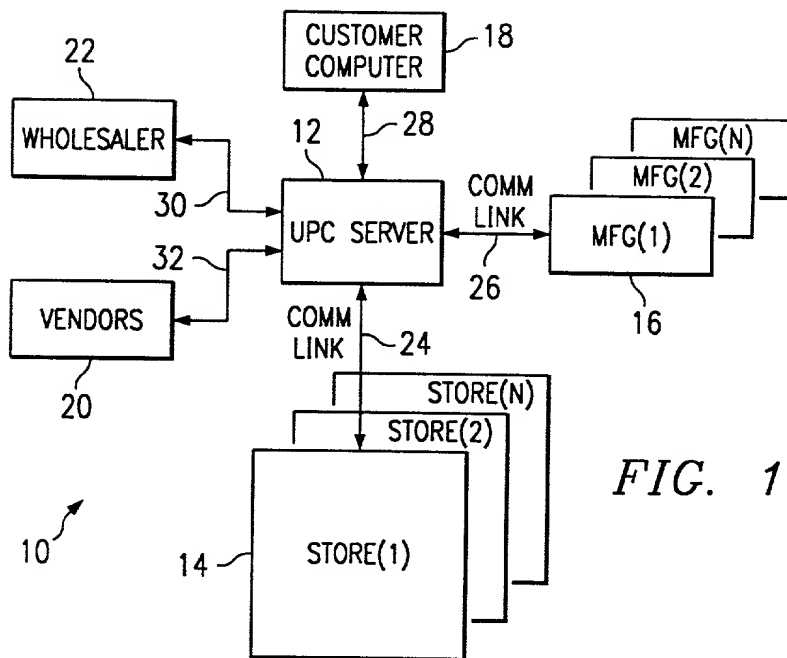 CUSTOMER
COMPUTER
18
22
WHOLESALER
12
28
MFG(N)
MFG(2)
MFG(1)
COMM
LINK
30
UPC SERVER
32
26
16
VENDORS
COMM
LINK
24
20
STORE(N)
STORE(2)
STORE(1)
FIG. 1
10
14